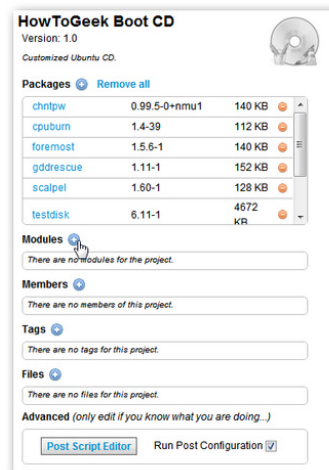 HowToGeek Boot CD
Version: 1.0
Customized Ubuntu CD.
Packages Remove all
chntpw 0.99.5-0+nmu1 140 KB
cpuburn 1.4-39 112 KB
foremost 1.5.6-1 140 KB
gddrescue 1.11-1 152 KB
scalpel 1.60-1 128 KB
testdisk 6.11-1 4672 KB
Modules
There are no modules for the project.
Members
There are no members of this project.
Tags
There are no tags for this project.
Files
There are no files for this project.
Advanced (only edit if you know what you are doing...)
Post Script Editor Run Post Configuration